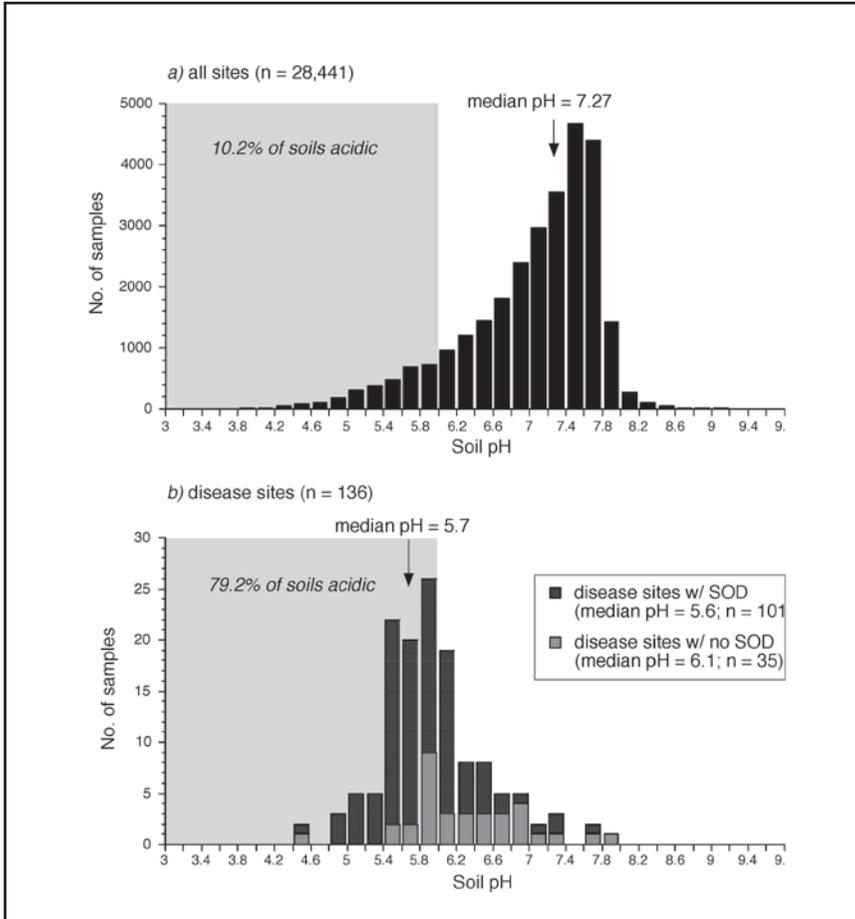 a) all sites (n = 28,441)
median pH = 7.27
10.2% of soils acidic
No. of samples
5000
4000
3000
2000
1000
0
3 3.4 3.8 4.2 4.6 5 5.4 5.8 6.2 6.6 7 7.4 7.8 8.2 8.6 9 9.4 9.
Soil pH
b) disease sites (n = 136)
median pH = 5.7
79.2% of soils acidic
No. of samples
30
25
20
15
10
5
0
disease sites w/ SOD
(median pH = 5.6; n = 101
disease sites w/ no SOD
(median pH = 6.1; n = 35)
3 3.4 3.8 4.2 4.6 5 5.4 5.8 6.2 6.6 7 7.4 7.8 8.2 8.6 9 9.4 9.
Soil pH